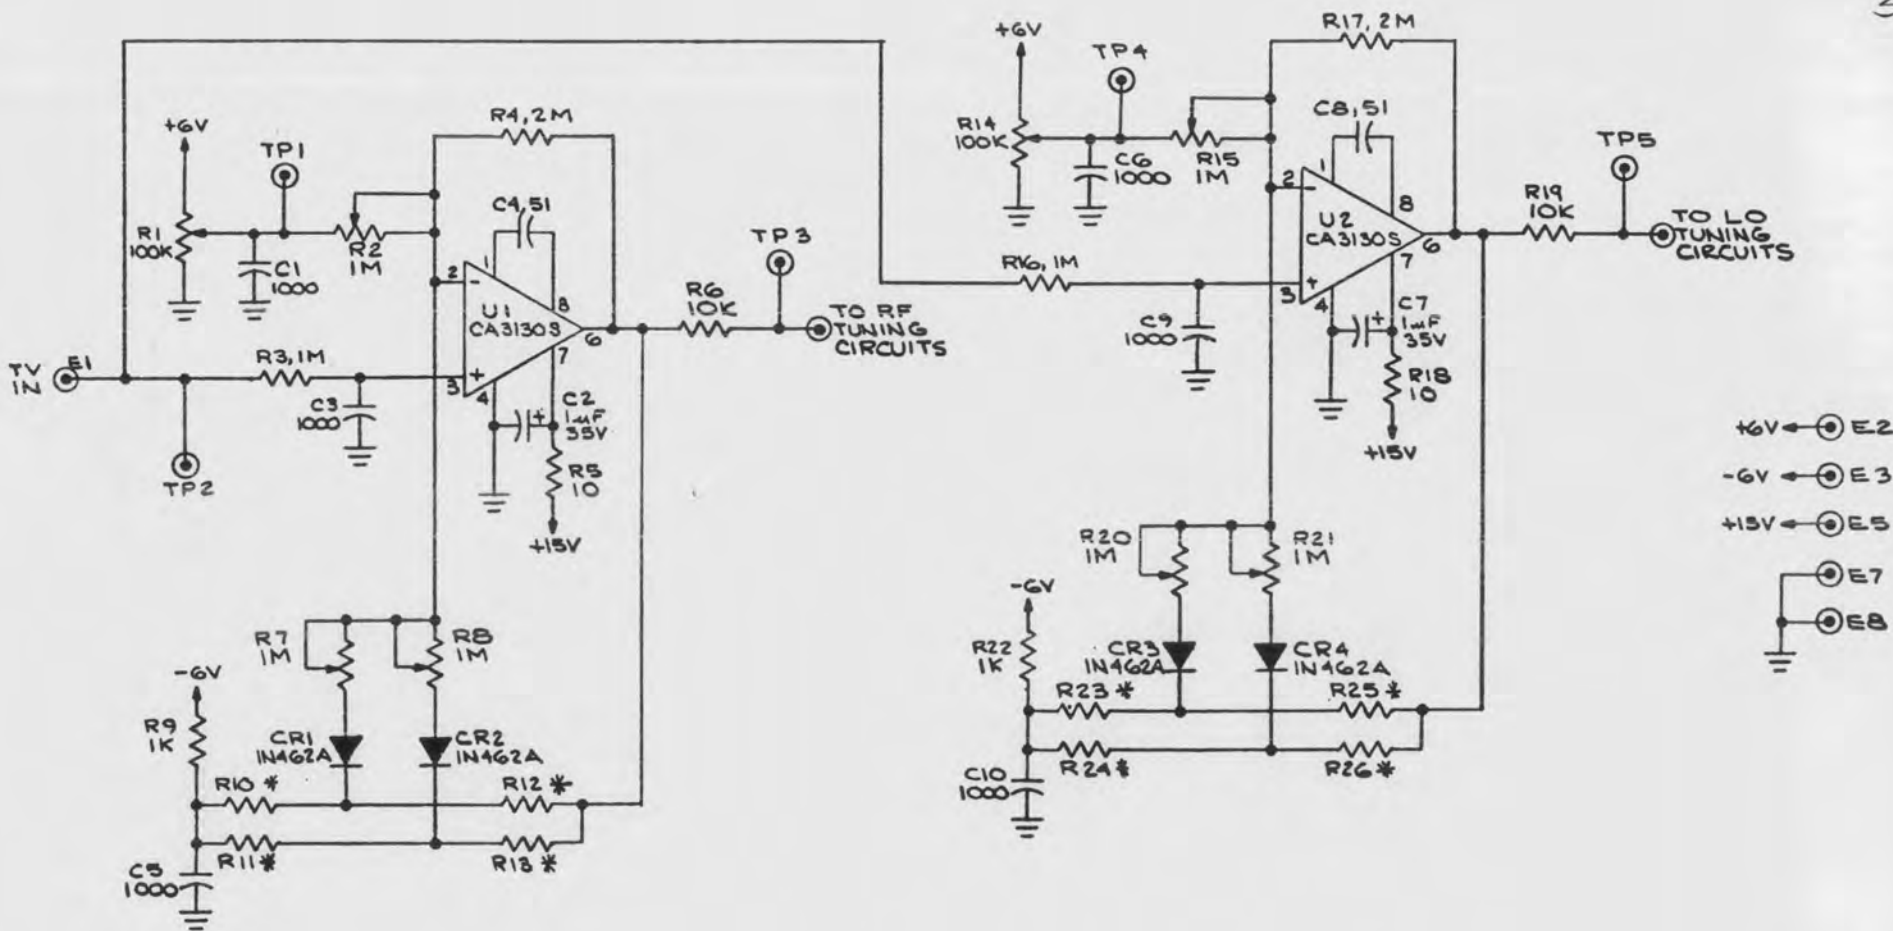 +6V
TP1
R1
100K
C1
1000
R2
1M
R4, 2M
C4, 51
1
8
2
-
U1
CA3130S
6
7
+
3
4
TV
IN
E1
R3, 1M
C3
1000
TP2
C2
1µF
35V
+
R5
10
+15V
R6
10K
TP3
TO RF
TUNING
CIRCUITS
R7
1M
R8
1M
-6V
R9
1K
CR1
1N462A
CR2
1N462A
R10 *
R12 *
R11 *
R13 *
C5
1000
+6V
TP4
R14
100K
C6
1000
R15
1M
R17, 2M
C8, 51
1
8
2
-
U2
CA3130S
6
7
+
3
4
R16, 1M
C9
1000
C7
1µF
35V
+
R18
10
+15V
R19
10K
TP5
TO LO
TUNING
CIRCUITS
R20
1M
R21
1M
-6V
R22
1K
CR3
1N462A
CR4
1N462A
R23 *
R25 *
R24 *
R26 *
C10
1000
+6V E2
-6V E3
+15V E5
E7
E8